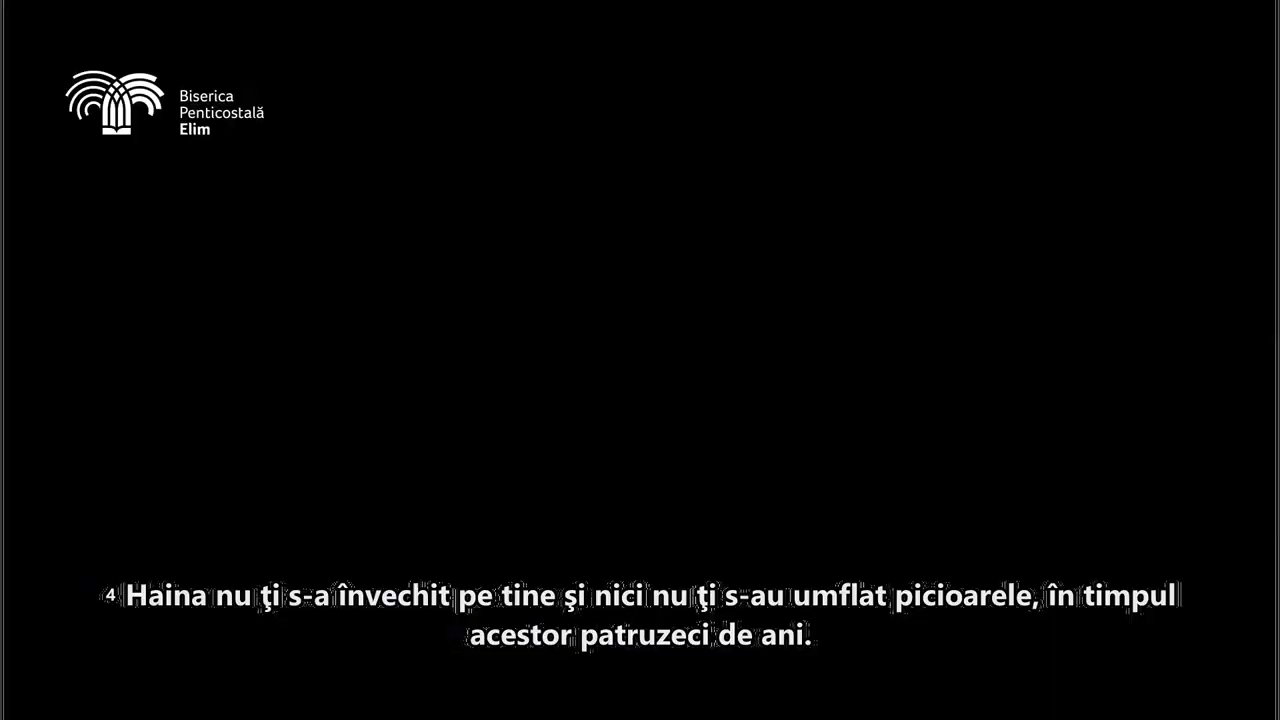 Biserica
Penticostală
Elim
4 Haina nu ţi s-a învechit pe tine şi nici nu ţi s-au umflat picioarele, în timpul
acestor patruzeci de ani.